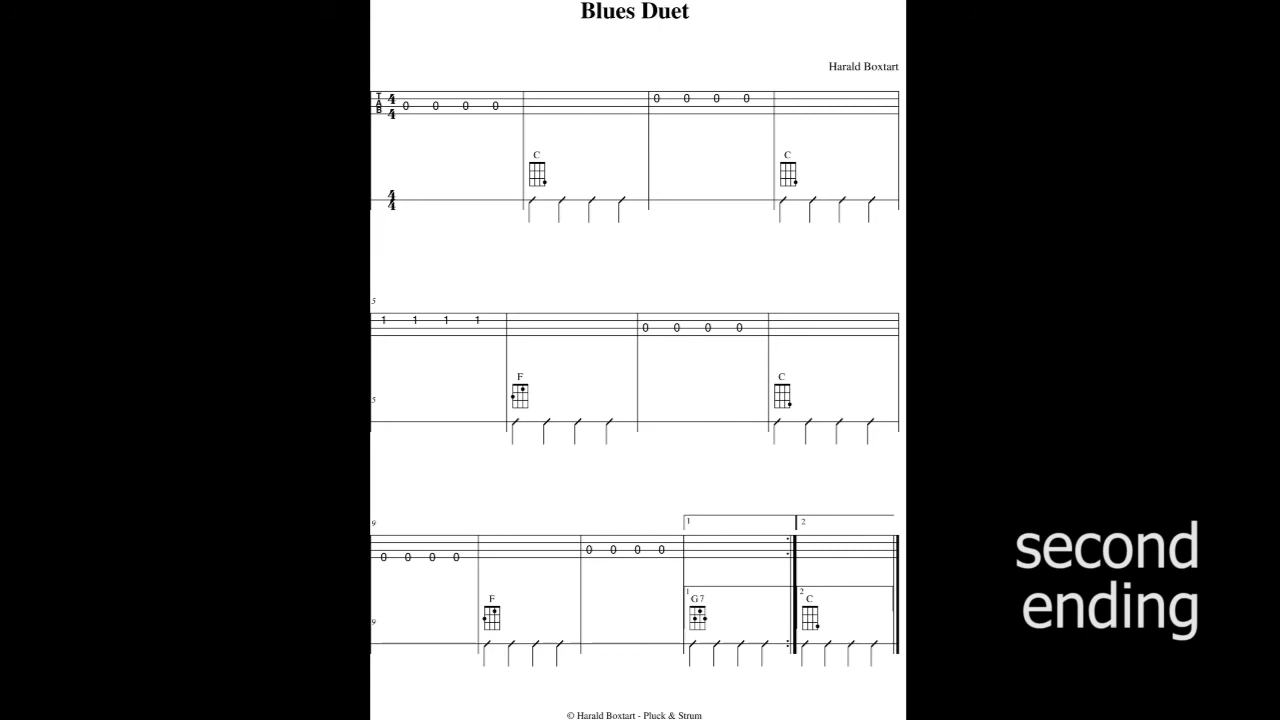 Blues Duet
Harald Boxtart
T A B 4 4 0 0 0 0 0 0 0 0
C C
4 4
5
1 1 1 1 0 0 0 0
F C
5
1 2
9
0 0 0 0 0 0 0 0
1 2
F G7 C
9
second
ending
© Harald Boxtart - Pluck & Strum